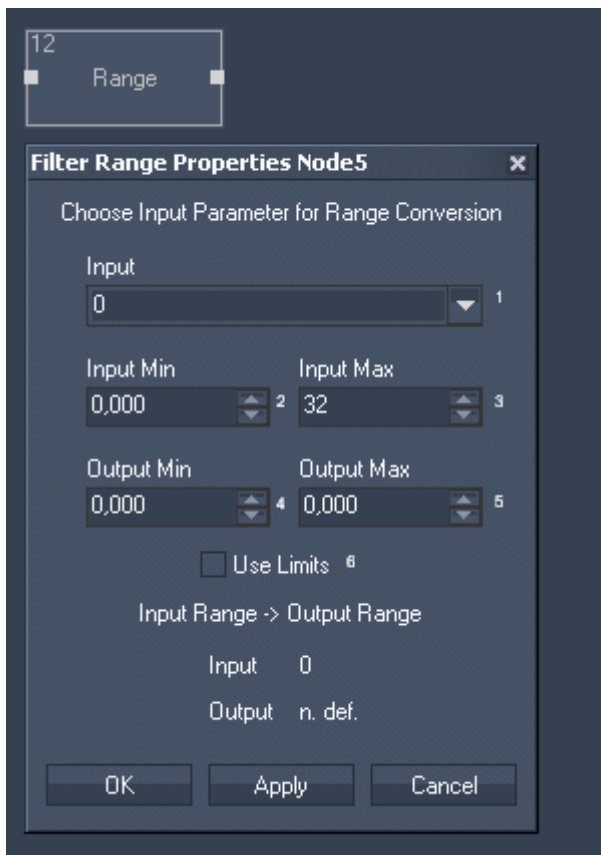 12
Range
Filter Range Properties Node5
Choose Input Parameter for Range Conversion
Input
0 1
Input Min Input Max
0,000 2 32 3
Output Min Output Max
0,000 4 0,000 5
Use Limits 6
Input Range -> Output Range
Input 0
Output n. def.
OK Apply Cancel